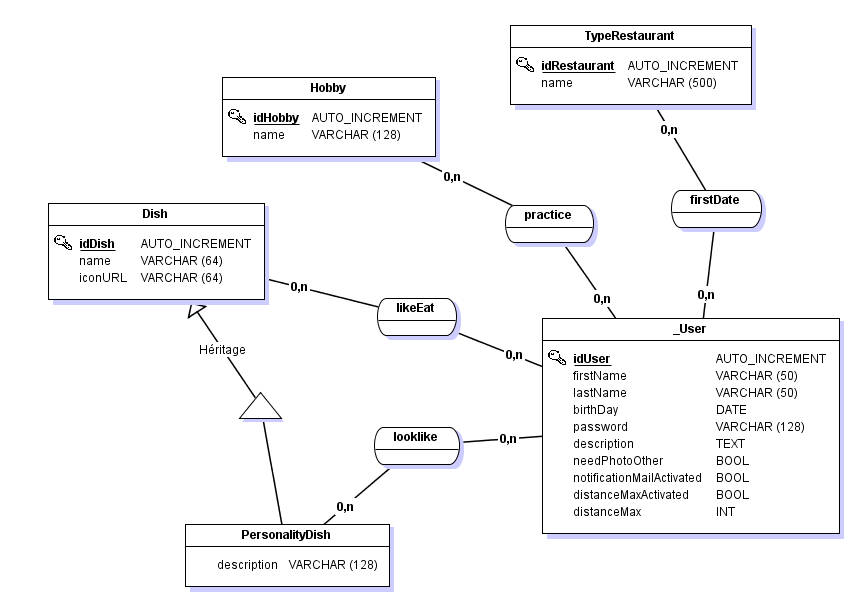 TypeRestaurant
idRestaurant AUTO_INCREMENT
name VARCHAR (500)
0,n
Hobby
idHobby AUTO_INCREMENT
name VARCHAR (128)
0,n
firstDate
practice
Dish
idDish AUTO_INCREMENT
name VARCHAR (64)
iconURL VARCHAR (64)
0,n
0,n
0,n
likeEat
Héritage
0,n
_User
idUser AUTO_INCREMENT
firstName VARCHAR (50)
lastName VARCHAR (50)
birthDay DATE
password VARCHAR (128)
description TEXT
needPhotoOther BOOL
notificationMailActivated BOOL
distanceMaxActivated BOOL
distanceMax INT
looklike
0,n
0,n
PersonalityDish
description VARCHAR (128)